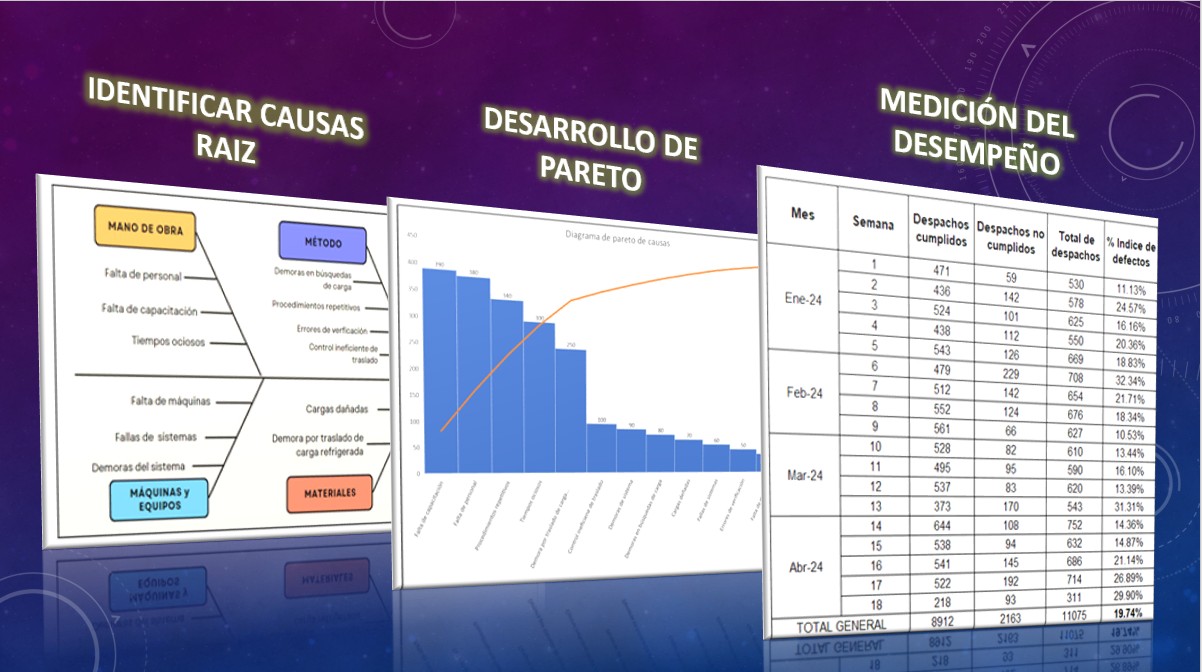 IDENTIFICAR CAUSAS
RAIZ
MANO DE OBRA
MÉTODO
Falta de personal
Falta de capacitación
Tiempos ociosos
Demoras en búsquedas
de carga
Procedimientos repetitivos
Errores de verficación
Control ineficiente de
traslado
Falta de máquinas
Fallas de sistemas
Demoras del sistema
Cargas dañadas
Demora por traslado de
carga refrigerada
MÁQUINAS y
EQUIPOS
MATERIALES
DESARROLLO DE
PARETO
Diagrama de pareto de causas
450
350
300
250
200
150
100
50
0
250
100
90
80
70
60
50
Falta de capacitación
Falta de personal
Procedimientos repetitivos
Tiempos ociosos
Demora por traslado de carga...
Control ineficiente de traslado
Demoras de sistema
Demoras en búsquedas de carga
Cargas dañadas
Fallas de sistemas
Errores de verificación
MEDICIÓN DEL
DESEMPEÑO
Mes Semana Despachos cumplidos Despachos no cumplidos Total de despachos % Indice de defectos
Ene-24
1 471 59 530 11.13%
2 436 142 578 24.57%
3 524 101 625 16.16%
4 438 112 550 20.36%
5 543 126 669 18.83%
Feb-24
6 479 229 708 32.34%
7 512 142 654 21.71%
8 552 124 676 18.34%
9 561 66 627 10.53%
Mar-24
10 528 82 610 13.44%
11 495 95 590 16.10%
12 537 83 620 13.39%
13 373 170 543 31.31%
Abr-24
14 644 108 752 14.36%
15 538 94 632 14.87%
16 541 145 686 21.14%
17 522 192 714 26.89%
18 218 93 311 29.90%
TOTAL GENERAL 8912 2163 11075 19.74%